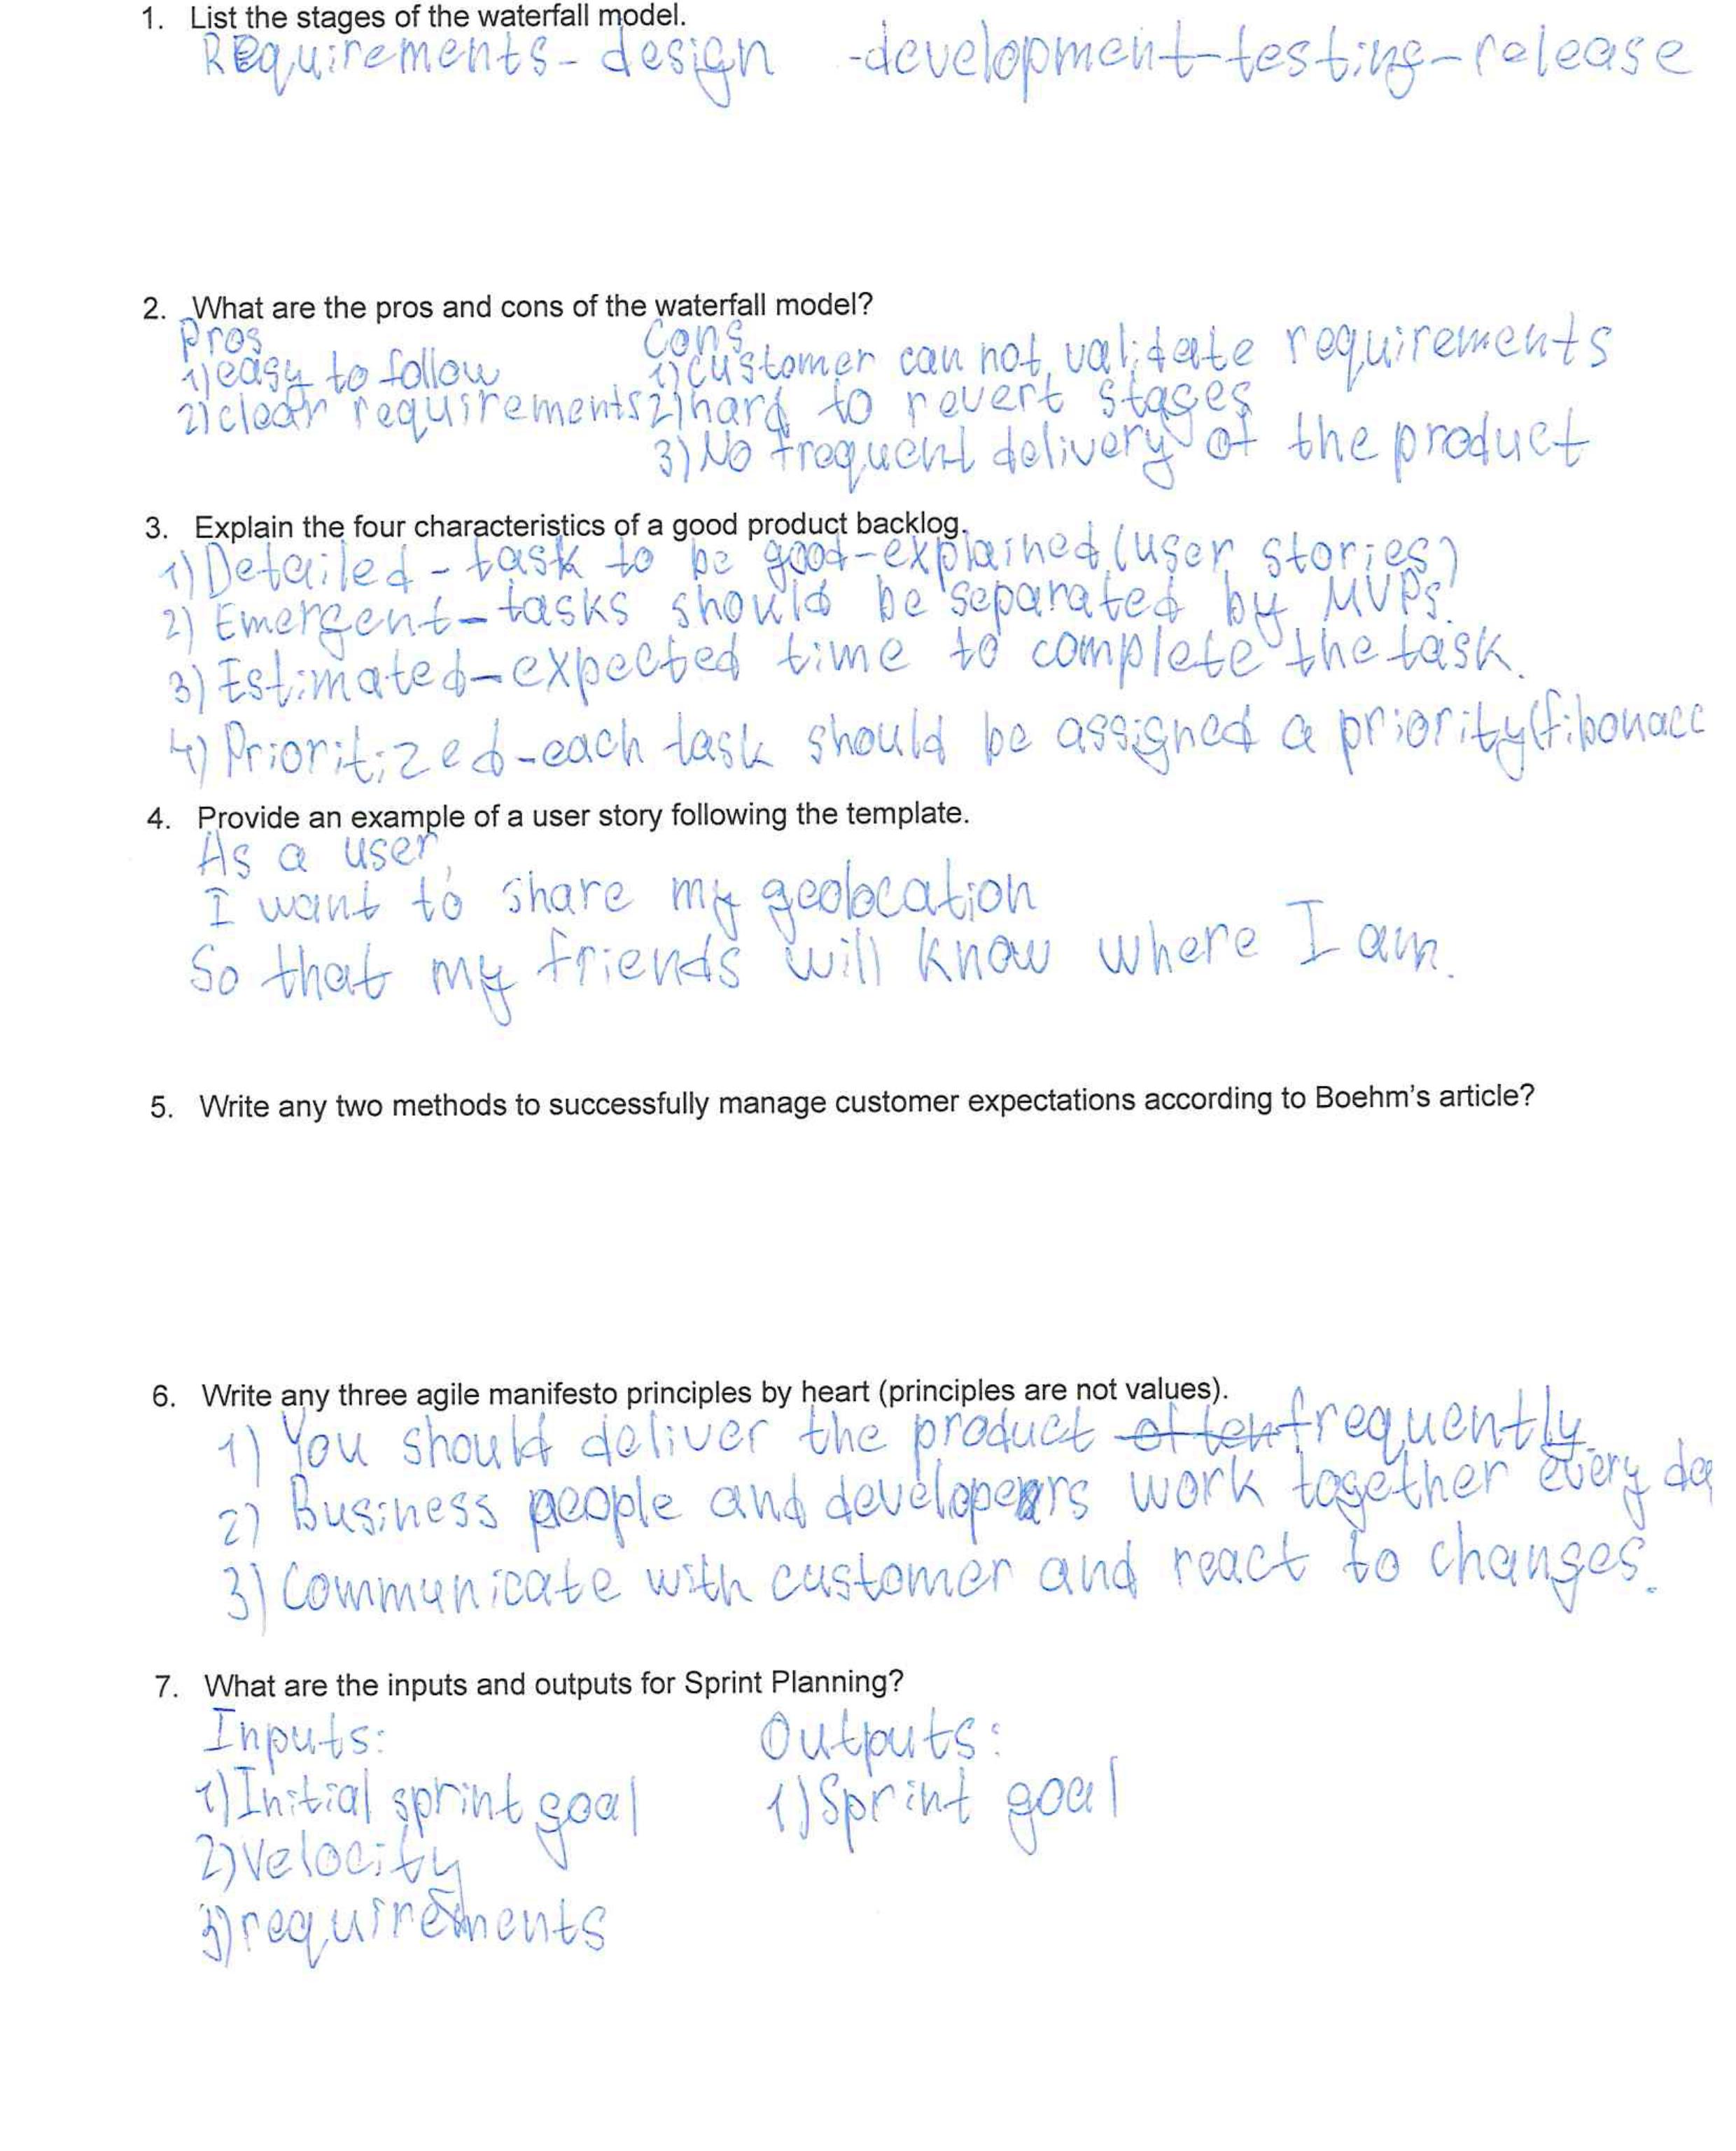 1. List the stages of the waterfall model.
Requirements - design - development - testing - release
2. What are the pros and cons of the waterfall model?
Pros Cons
1) easy to follow 1) customer can not validate requirements
2) clear requirements 2) hard to revert stages
3) No frequent delivery of the product
3. Explain the four characteristics of a good product backlog.
1) Detailed - task to be good-explained (user stories)
2) Emergent - tasks should be separated by MVPs.
3) Estimated - expected time to complete the task.
4) Prioritized - each task should be assigned a priority (fibonacc
4. Provide an example of a user story following the template.
As a user,
I want to share my geolocation
So that my friends will know where I am.
5. Write any two methods to successfully manage customer expectations according to Boehm's article?
6. Write any three agile manifesto principles by heart (principles are not values).
1) You should deliver the product often frequently.
2) Business people and developers work together every da
3) Communicate with customer and react to changes.
7. What are the inputs and outputs for Sprint Planning?
Inputs: Outputs:
1) Initial sprint goal 1) Sprint goal
2) Velocity
3) requirements